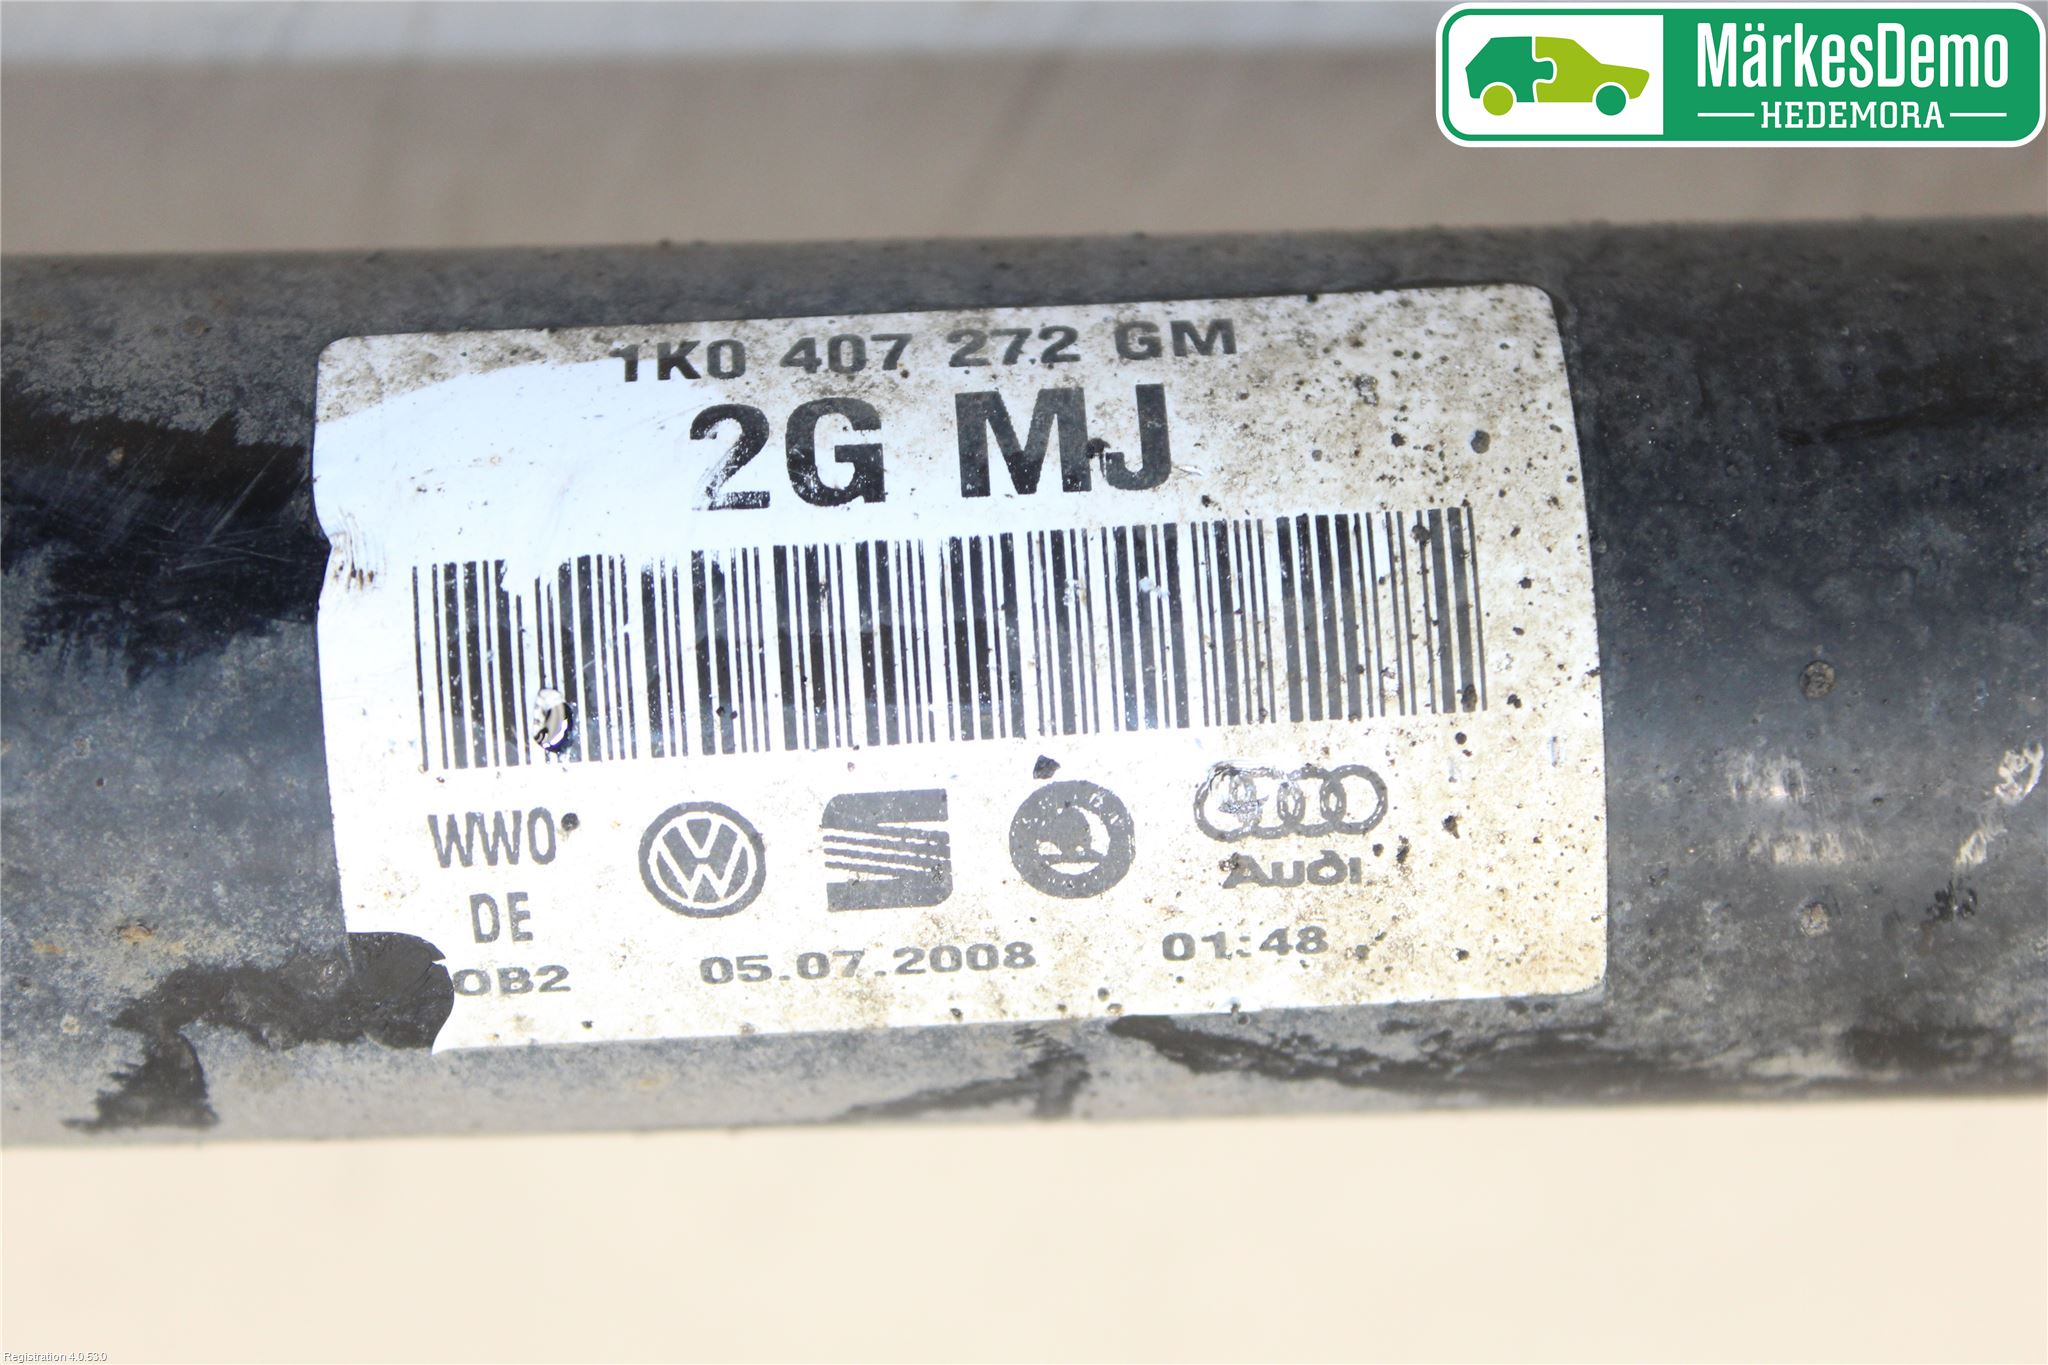 MärkesDemo
HEDEMORA
1K0 407 272 GM
2G MJ
WWO
DE
OB2
Audi
05.07.2008 01:48
Registration 4.0.53.0